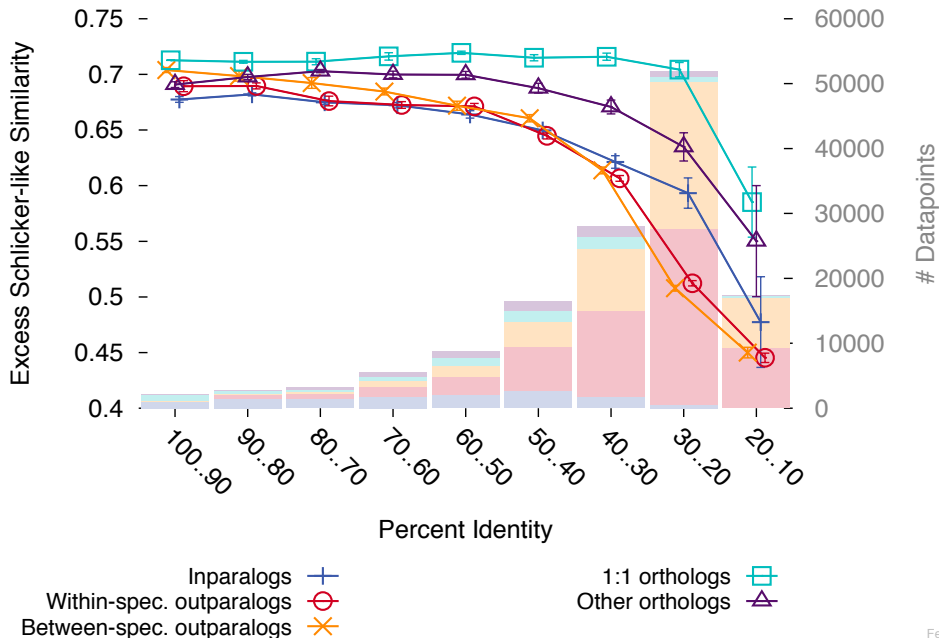 Excess Schlicker-like Similarity
0.75
0.7
0.65
0.6
0.55
0.5
0.45
0.4
60000
50000
40000
30000
20000
10000
0
# Datapoints
100..90
90..80
80..70
70..60
60..50
50..40
40..30
30..20
20..10
Percent Identity
Inparalogs
Within-spec. outparalogs
Between-spec. outparalogs
1:1 orthologs
Other orthologs
Fe